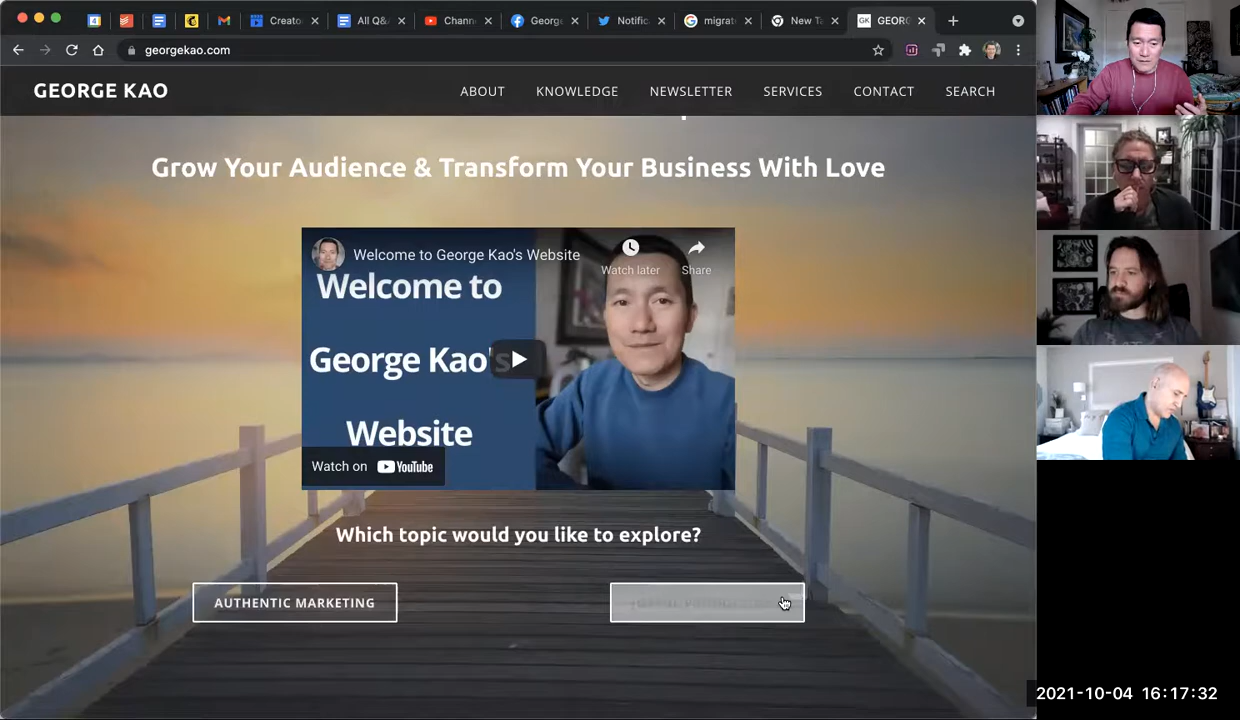 Creato
All Q&
Chann
George
Notific
migrat
New Ta
GEORG
georgekao.com
GEORGE KAO
ABOUT
KNOWLEDGE
NEWSLETTER
SERVICES
CONTACT
SEARCH
Grow Your Audience & Transform Your Business With Love
Welcome to George Kao's Website
Watch later
Share
Welcome to
George Kao's
Website
Watch on YouTube
Which topic would you like to explore?
AUTHENTIC MARKETING
2021-10-04 16:17:32